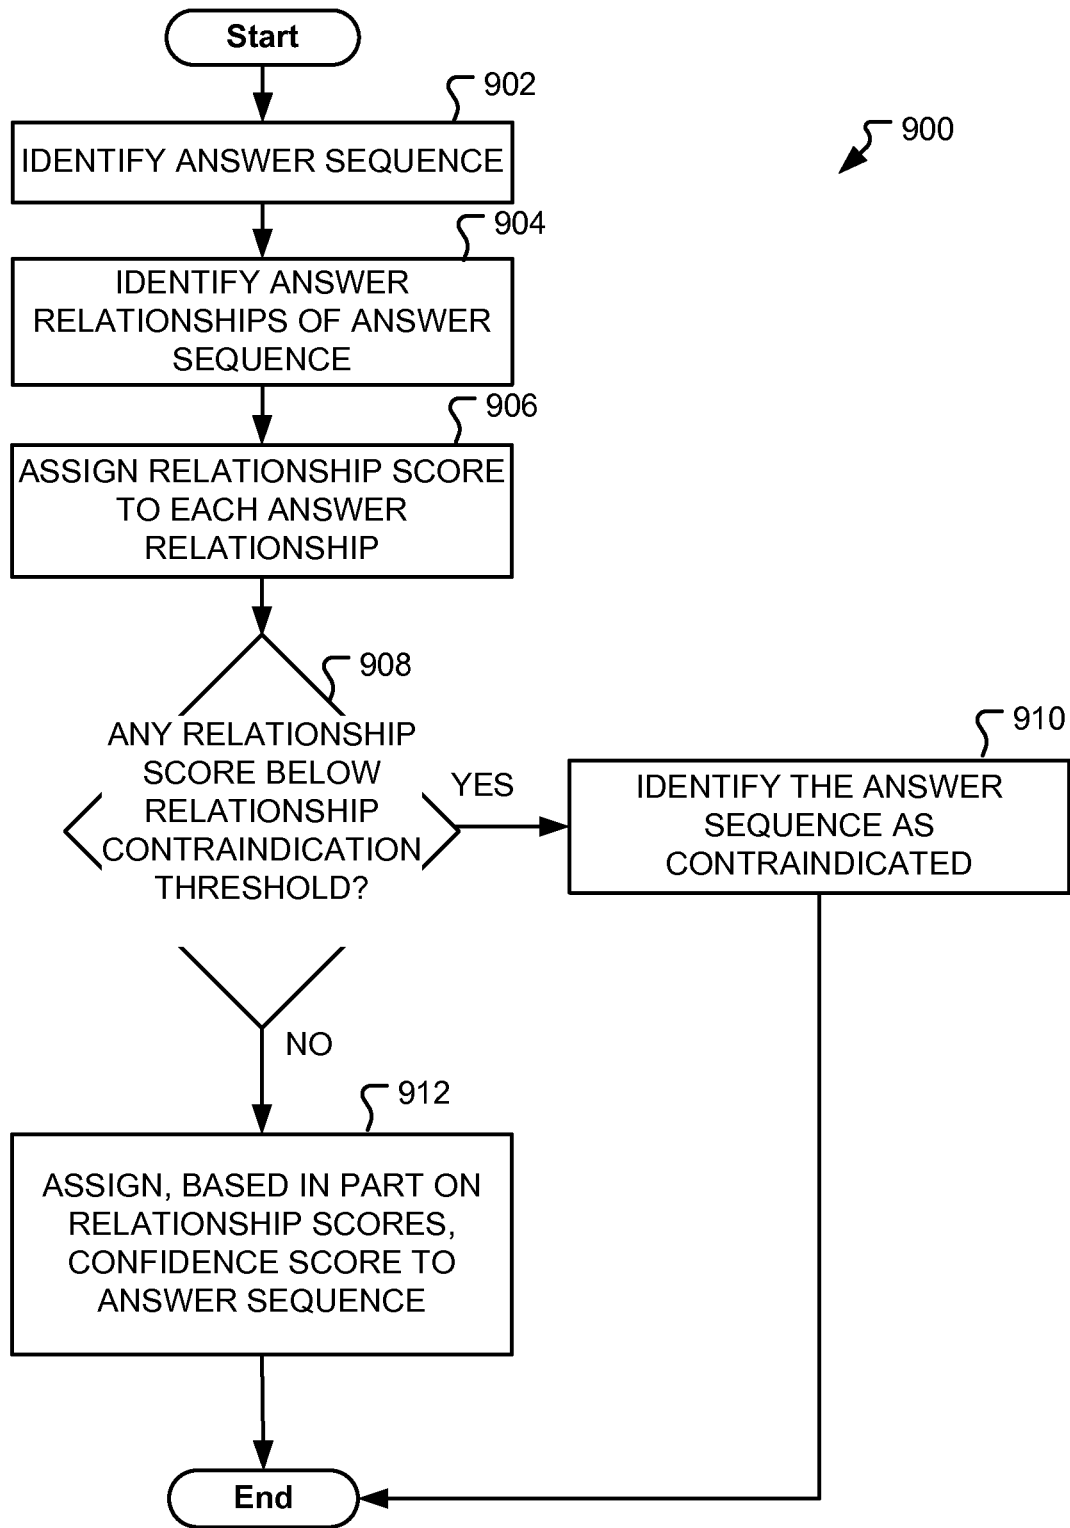 Start
902
IDENTIFY ANSWER SEQUENCE
900
904
IDENTIFY ANSWER
RELATIONSHIPS OF ANSWER
SEQUENCE
906
ASSIGN RELATIONSHIP SCORE
TO EACH ANSWER
RELATIONSHIP
908
ANY RELATIONSHIP
SCORE BELOW
RELATIONSHIP
CONTRAINDICATION
THRESHOLD?
YES
910
IDENTIFY THE ANSWER
SEQUENCE AS
CONTRAINDICATED
NO
912
ASSIGN, BASED IN PART ON
RELATIONSHIP SCORES,
CONFIDENCE SCORE TO
ANSWER SEQUENCE
End